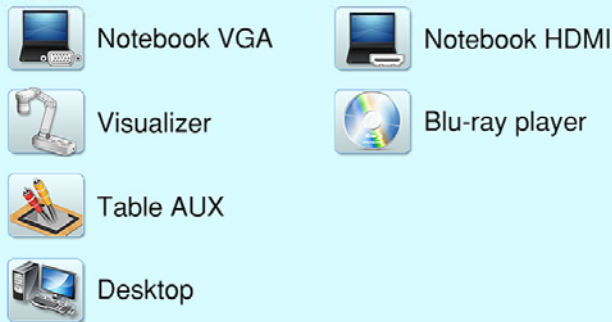 Notebook VGA
Notebook HDMI
Visualizer
Blu-ray player
Table AUX
Desktop